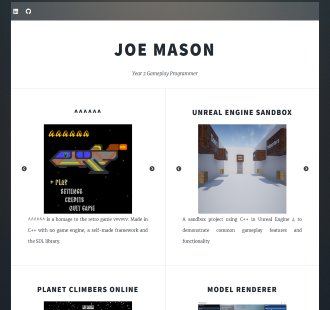 JOE MASON
Year 2 Gameplay Programmer
^^^^^^
UNREAL ENGINE SANDBOX
PLAY
SETTINGS
CREDITS
QUIT GAME
^^^^^^ is a homage to the retro game vvvvvv. Made in
C++ with no engine, a self-made framework and
the SDL library.
A sandbox project using C++ in Unreal Engine 4 to
demonstrate common gameplay features and
functionality
PLANET CLIMBERS ONLINE
MODEL RENDERER